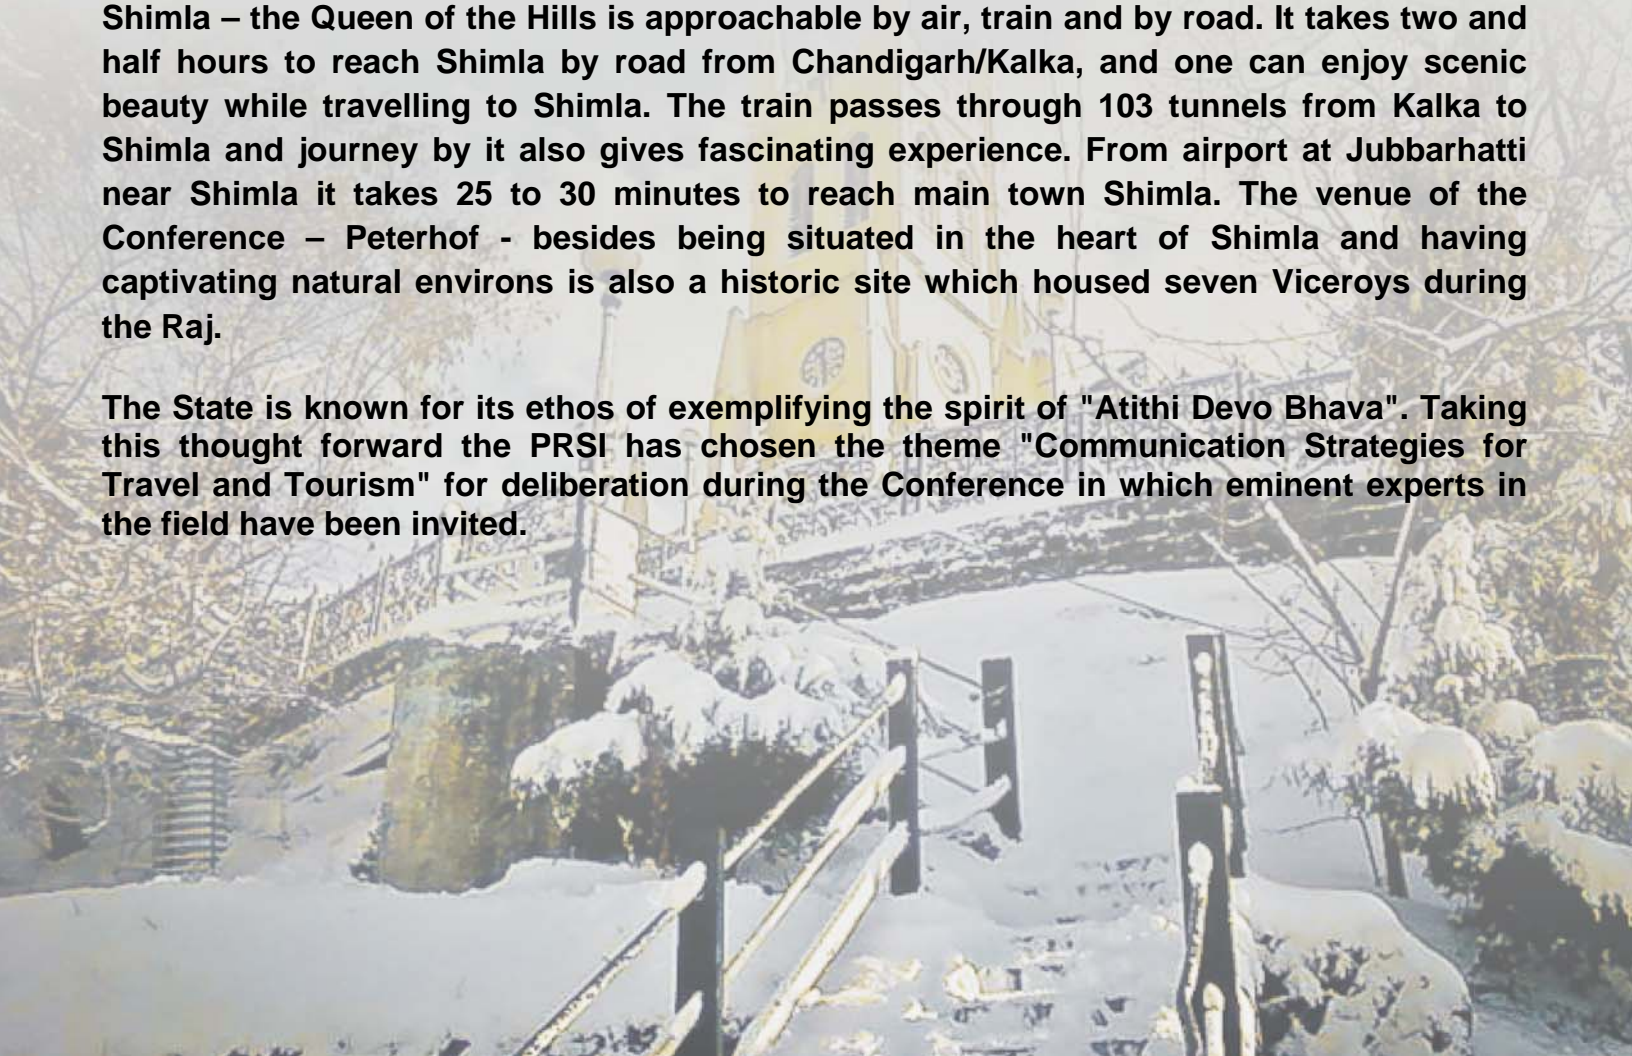 Shimla – the Queen of the Hills is approachable by air, train and by road. It takes two and
half hours to reach Shimla by road from Chandigarh/Kalka, and one can enjoy scenic
beauty while travelling to Shimla. The train passes through 103 tunnels from Kalka to
Shimla and journey by it also gives fascinating experience. From airport at Jubbarhatti
near Shimla it takes 25 to 30 minutes to reach main town Shimla. The venue of the
Conference – Peterhof - besides being situated in the heart of Shimla and having
captivating natural environs is also a historic site which housed seven Viceroys during
the Raj.
The State is known for its ethos of exemplifying the spirit of "Atithi Devo Bhava". Taking
this thought forward the PRSI has chosen the theme "Communication Strategies for
Travel and Tourism" for deliberation during the Conference in which eminent experts in
the field have been invited.